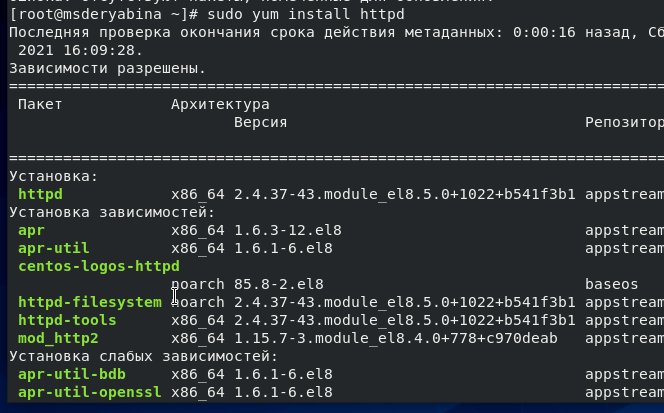 [root@msderyabina ~]# sudo yum install httpd
Последняя проверка окончания срока действия метаданных: 0:00:16 назад, Сб
2021 16:09:28.
Зависимости разрешены.
================================================================================
Пакет Архитектура
Версия Репозитор
================================================================================
Установка:
httpd x86_64 2.4.37-43.module_el8.5.0+1022+b541f3b1 appstream
Установка зависимостей:
apr x86_64 1.6.3-12.el8 appstream
apr-util x86_64 1.6.1-6.el8 appstream
centos-logos-httpd
noarch 85.8-2.el8 baseos
httpd-filesystem noarch 2.4.37-43.module_el8.5.0+1022+b541f3b1 appstream
httpd-tools x86_64 2.4.37-43.module_el8.5.0+1022+b541f3b1 appstream
mod_http2 x86_64 1.15.7-3.module_el8.4.0+778+c970deab appstream
Установка слабых зависимостей:
apr-util-bdb x86_64 1.6.1-6.el8 appstream
apr-util-openssl x86_64 1.6.1-6.el8 appstream